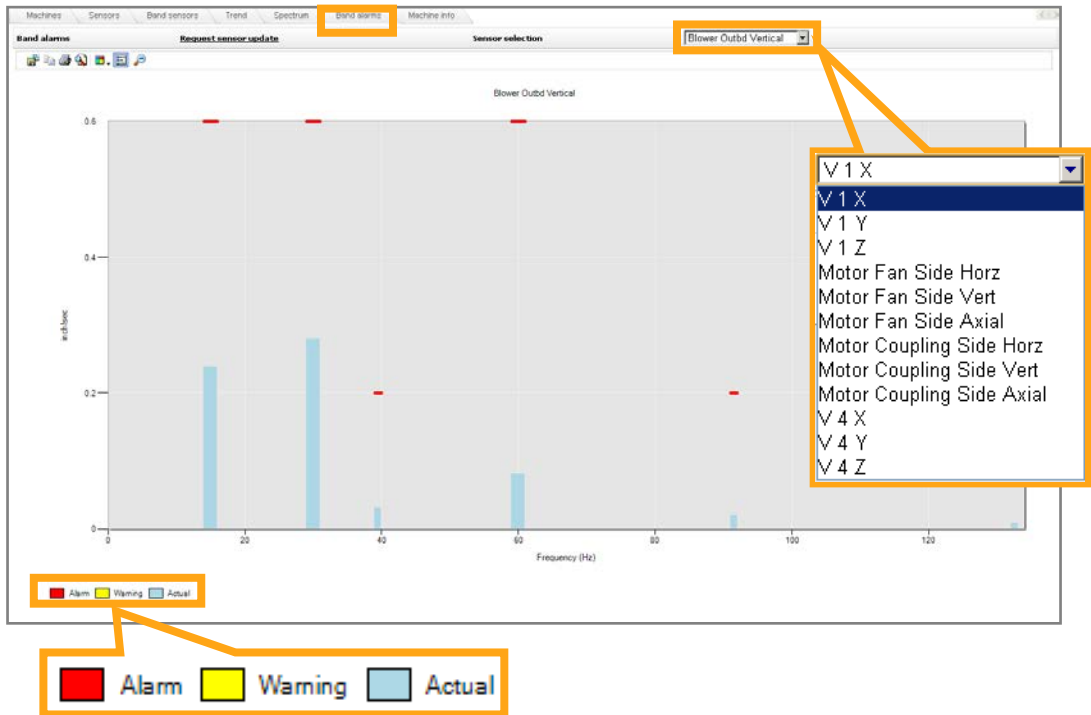 Machines Sensors Band sensors Trend Spectrum Band alarms Machine info
Band alarms Request sensor update Sensor selection Blower Outbd Vertical
Blower Outbd Vertical
0.6
0.4
0.2
0
inch/sec
0 20 40 60 80 100 120
Frequency (Hz)
Alarm Warning Actual
V 1 X
V 1 X
V 1 Y
V 1 Z
Motor Fan Side Horz
Motor Fan Side Vert
Motor Fan Side Axial
Motor Coupling Side Horz
Motor Coupling Side Vert
Motor Coupling Side Axial
V 4 X
V 4 Y
V 4 Z
Alarm Warning Actual